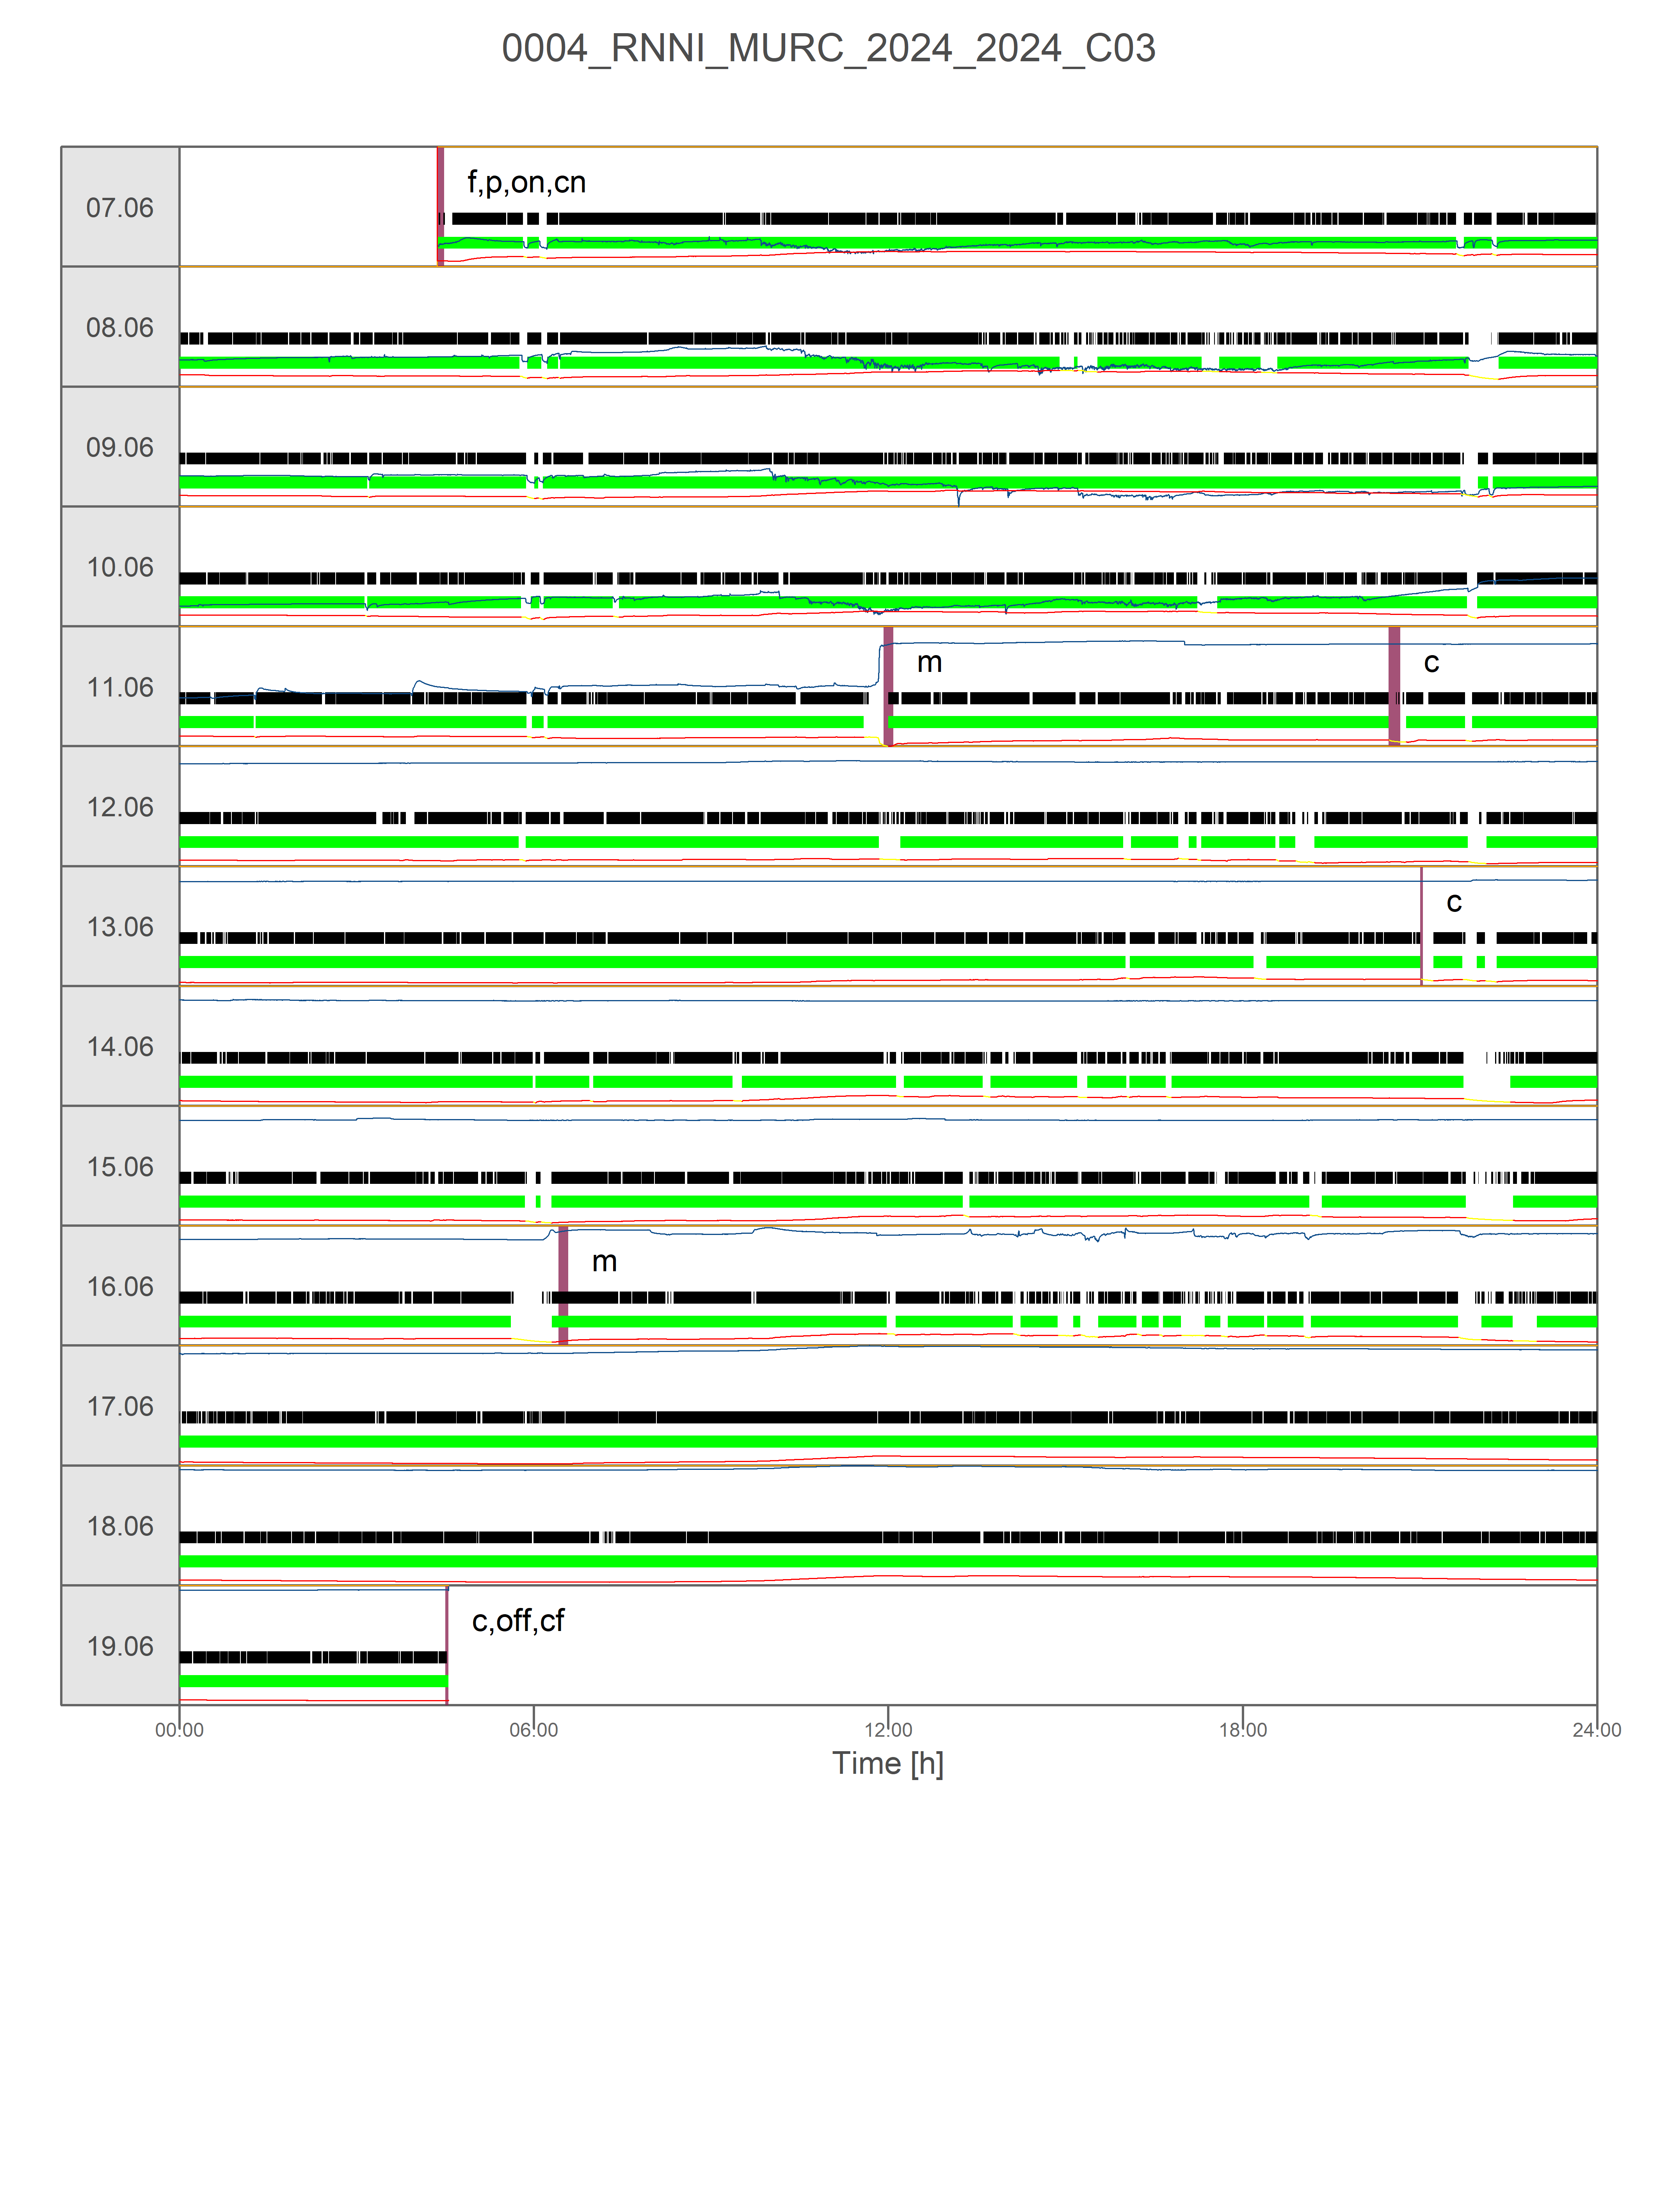 0004_RNNI_MURC_2024_2024_C03
07.06
f,p,on,cn
08.06
09.06
10.06
11.06
m
c
12.06
13.06
c
14.06
15.06
16.06
m
17.06
18.06
19.06
c,off,cf
00:00 06:00 12:00 18:00 24:00
Time [h]